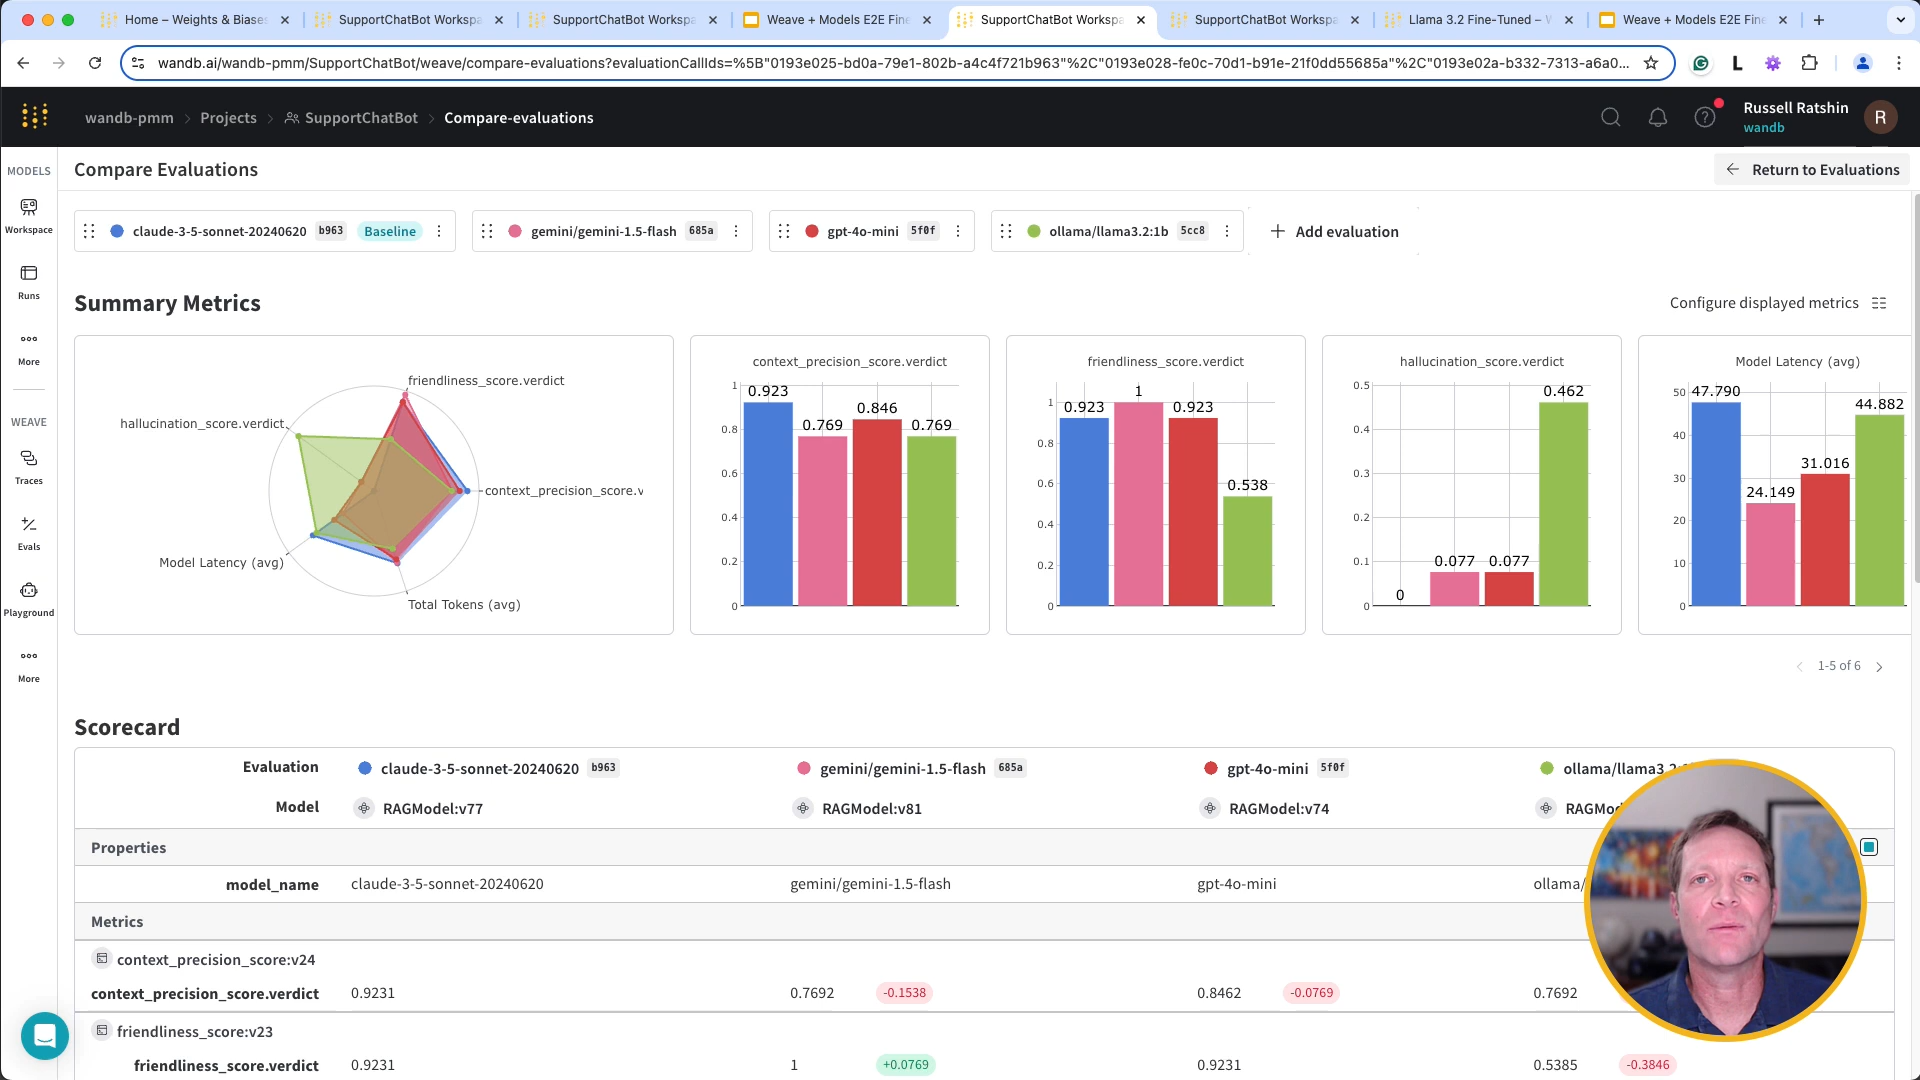 Home – Weights & Biases
SupportChatBot Workspa
SupportChatBot Workspa
Weave + Models E2E Fine
SupportChatBot Workspa
SupportChatBot Workspa
Llama 3.2 Fine-Tuned – W
Weave + Models E2E Fine
wandb.ai/wandb-pmm/SupportChatBot/weave/compare-evaluations?evaluationCallIds=%5B"0193e025-bd0a-79e1-802b-a4c4f721b963"%2C"0193e028-fe0c-70d1-b91e-21f0dd55685a"%2C"0193e02a-b332-7313-a6a0...
L
wandb-pmm > Projects > SupportChatBot > Compare-evaluations
Russell Ratshin
wandb
R
MODELS
Workspace
Runs
More
WEAVE
Traces
Evals
Playground
More
Compare Evaluations
Return to Evaluations
claude-3-5-sonnet-20240620 b963 Baseline
gemini/gemini-1.5-flash 685a
gpt-4o-mini 5f0f
ollama/llama3.2:1b 5cc8
+ Add evaluation
Summary Metrics
Configure displayed metrics
friendliness_score.verdict
hallucination_score.verdict
context_precision_score.v
Model Latency (avg)
Total Tokens (avg)
context_precision_score.verdict
1
0.8
0.6
0.4
0.2
0
0.923
0.769
0.846
0.769
friendliness_score.verdict
1
0.8
0.6
0.4
0.2
0
0.923
1
0.923
0.538
hallucination_score.verdict
0.5
0.4
0.3
0.2
0.1
0
0
0.077
0.077
0.462
Model Latency (avg)
50
40
30
20
10
0
47.790
24.149
31.016
44.882
1-5 of 6
Scorecard
Evaluation claude-3-5-sonnet-20240620 b963 gemini/gemini-1.5-flash 685a gpt-4o-mini 5f0f ollama/llama3.2
Model RAGModel:v77 RAGModel:v81 RAGModel:v74 RAGMo
Properties
model_name claude-3-5-sonnet-20240620 gemini/gemini-1.5-flash gpt-4o-mini ollama/
Metrics
context_precision_score:v24
context_precision_score.verdict 0.9231 0.7692 -0.1538 0.8462 -0.0769 0.7692
friendliness_score:v23
friendliness_score.verdict 0.9231 1 +0.0769 0.9231 0.5385 -0.3846